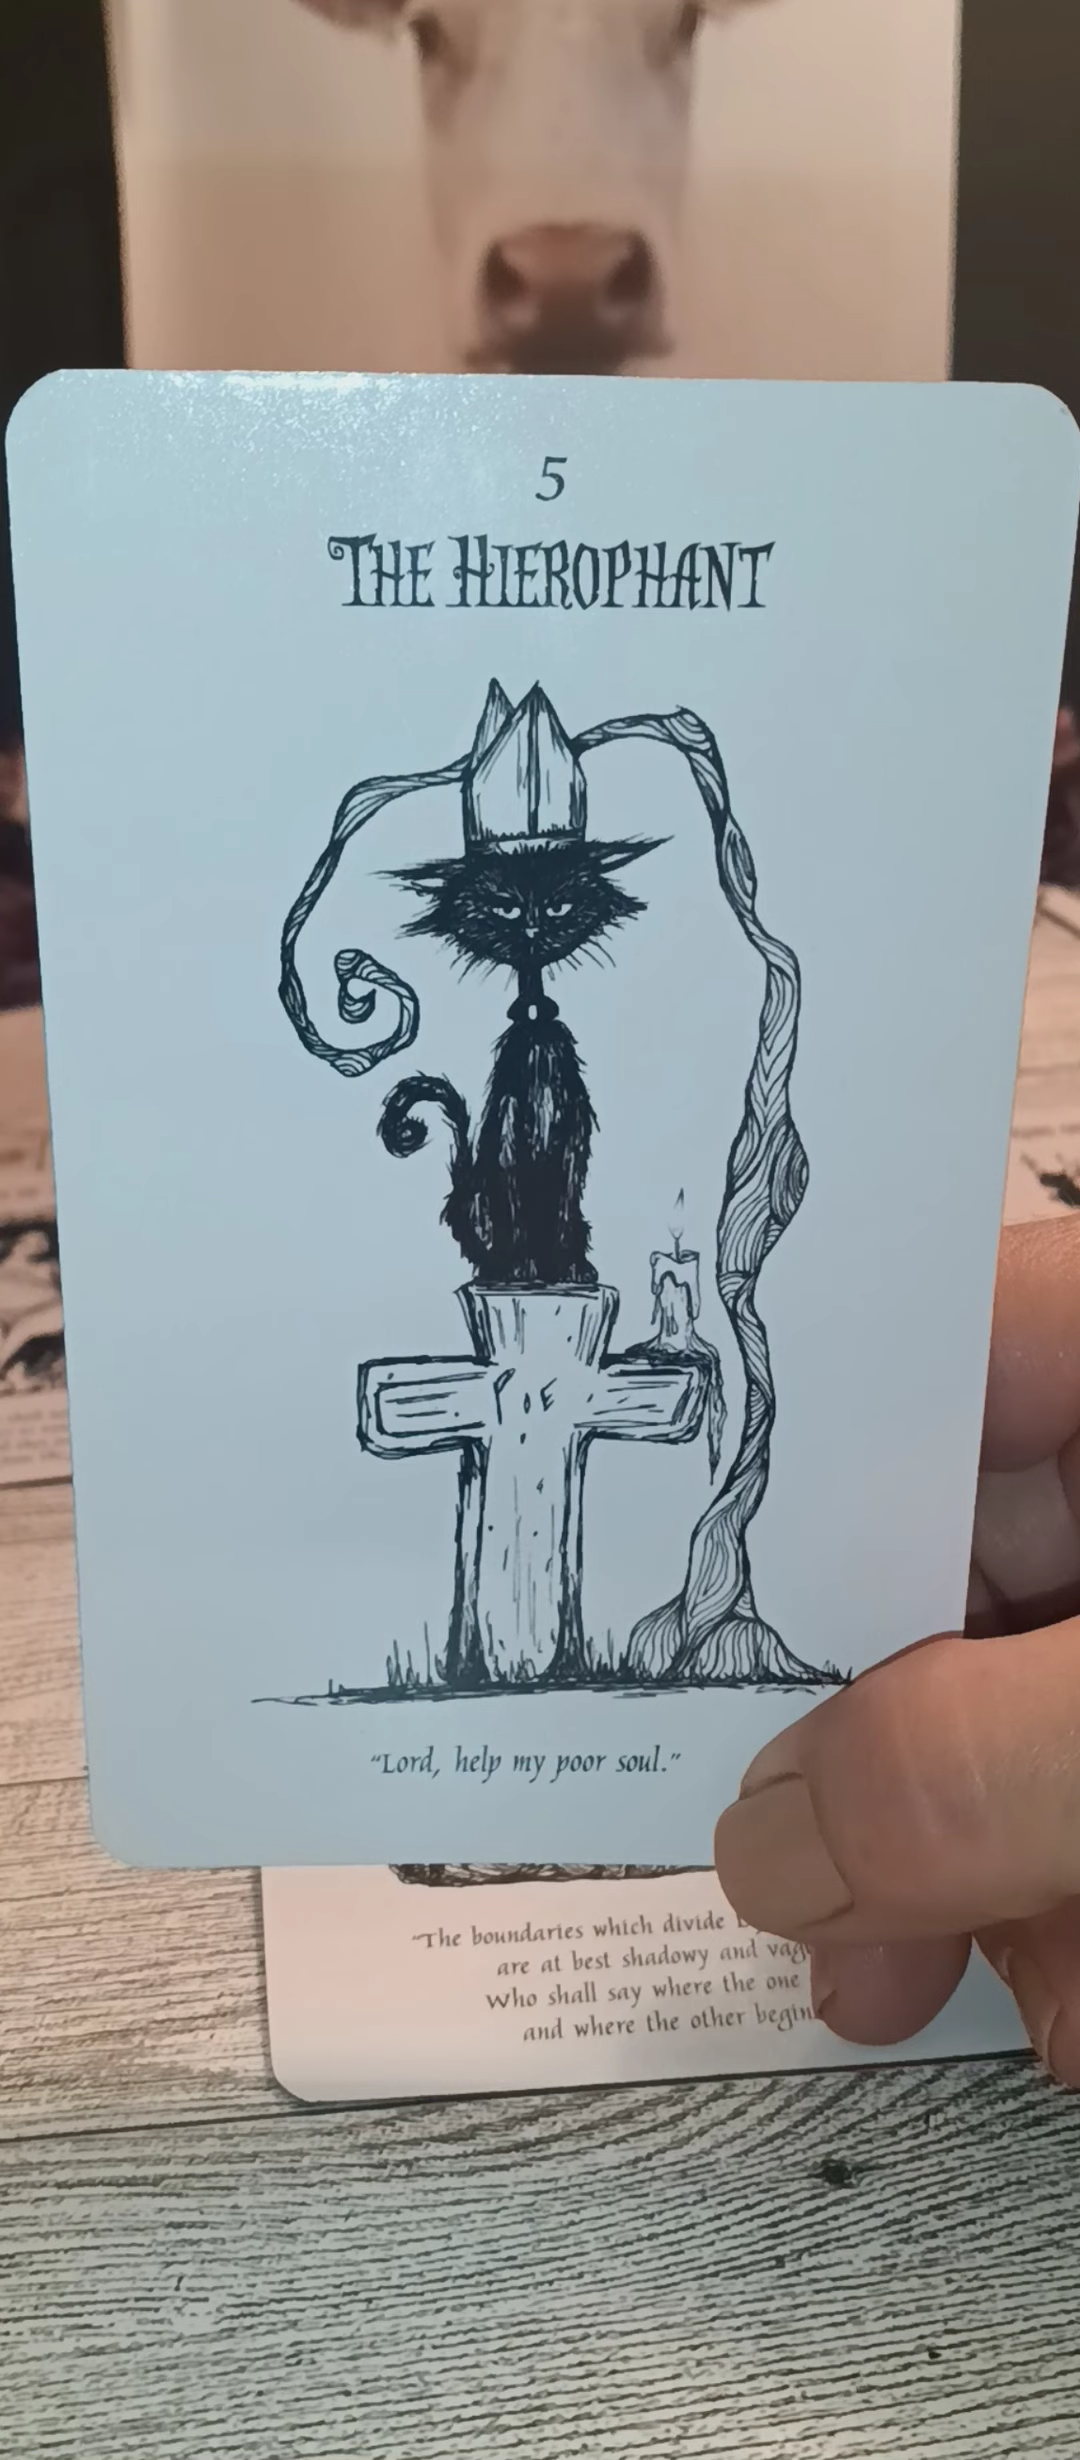 5
THE HIEROPHANT
POE
"Lord, help my poor soul."
"The boundaries which divide
are at best shadowy and
Who shall say where the one
and where the other